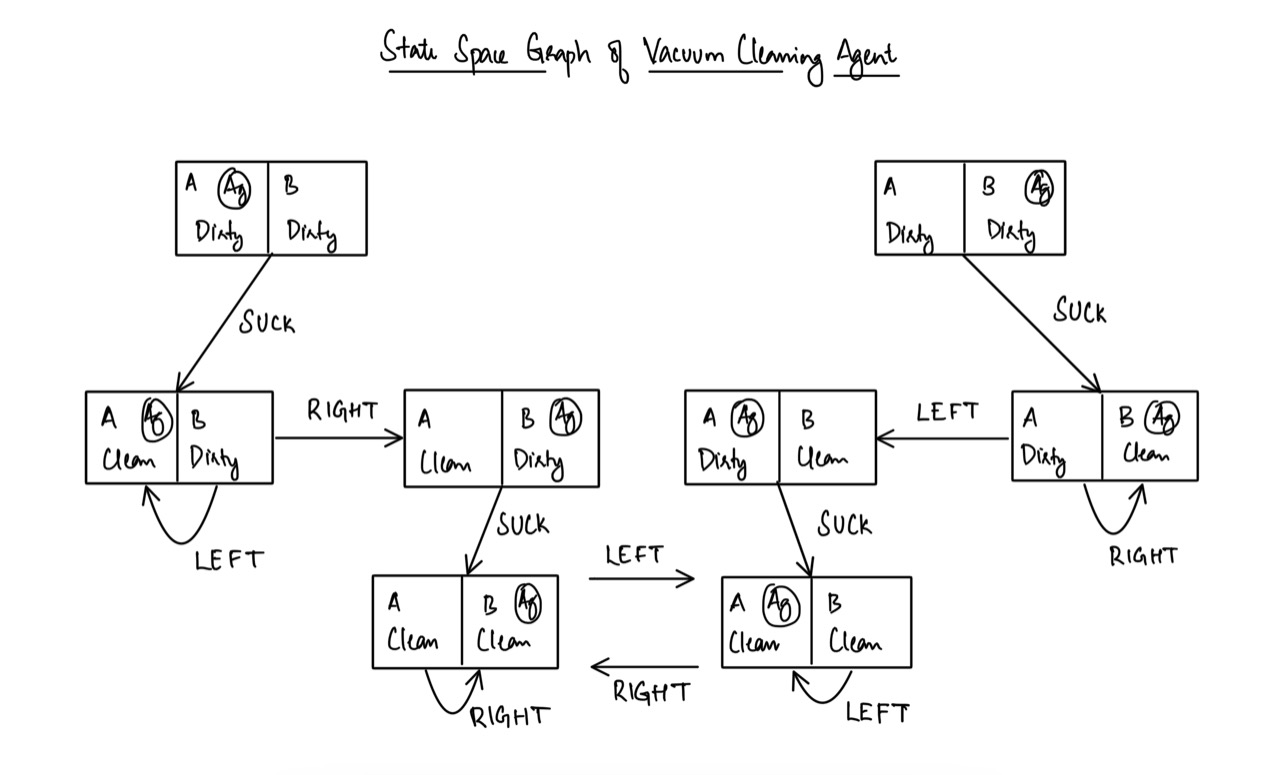 State Space Graph of Vacuum Cleaning Agent
A Ag B
Dirty Dirty
A B Ag
Dirty Dirty
SUCK
SUCK
A Ag B
Clean Dirty
RIGHT
A B Ag
Clean Dirty
A Ag B
Dirty Clean
LEFT
A B Ag
Dirty Clean
LEFT
SUCK
SUCK
RIGHT
LEFT
A B Ag
Clean Clean
A Ag B
Clean Clean
RIGHT
RIGHT
LEFT